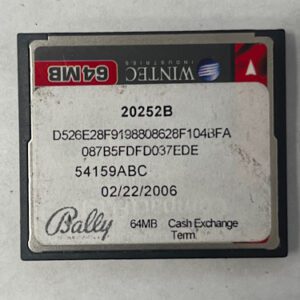 WINTEC
INDUSTRIES
64MB
20252B
D526E28F9198808628F104BFA
087B5FDFD037EDE
54159ABC
02/22/2006
Bally
64MB Cash Exchange
Term